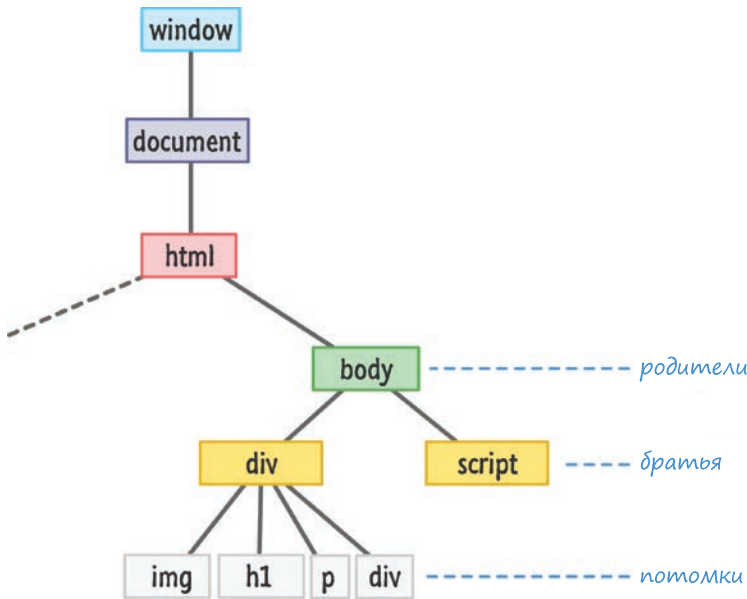 window
document
html
body
родители
div
script
братья
img
h1
p
div
потомки